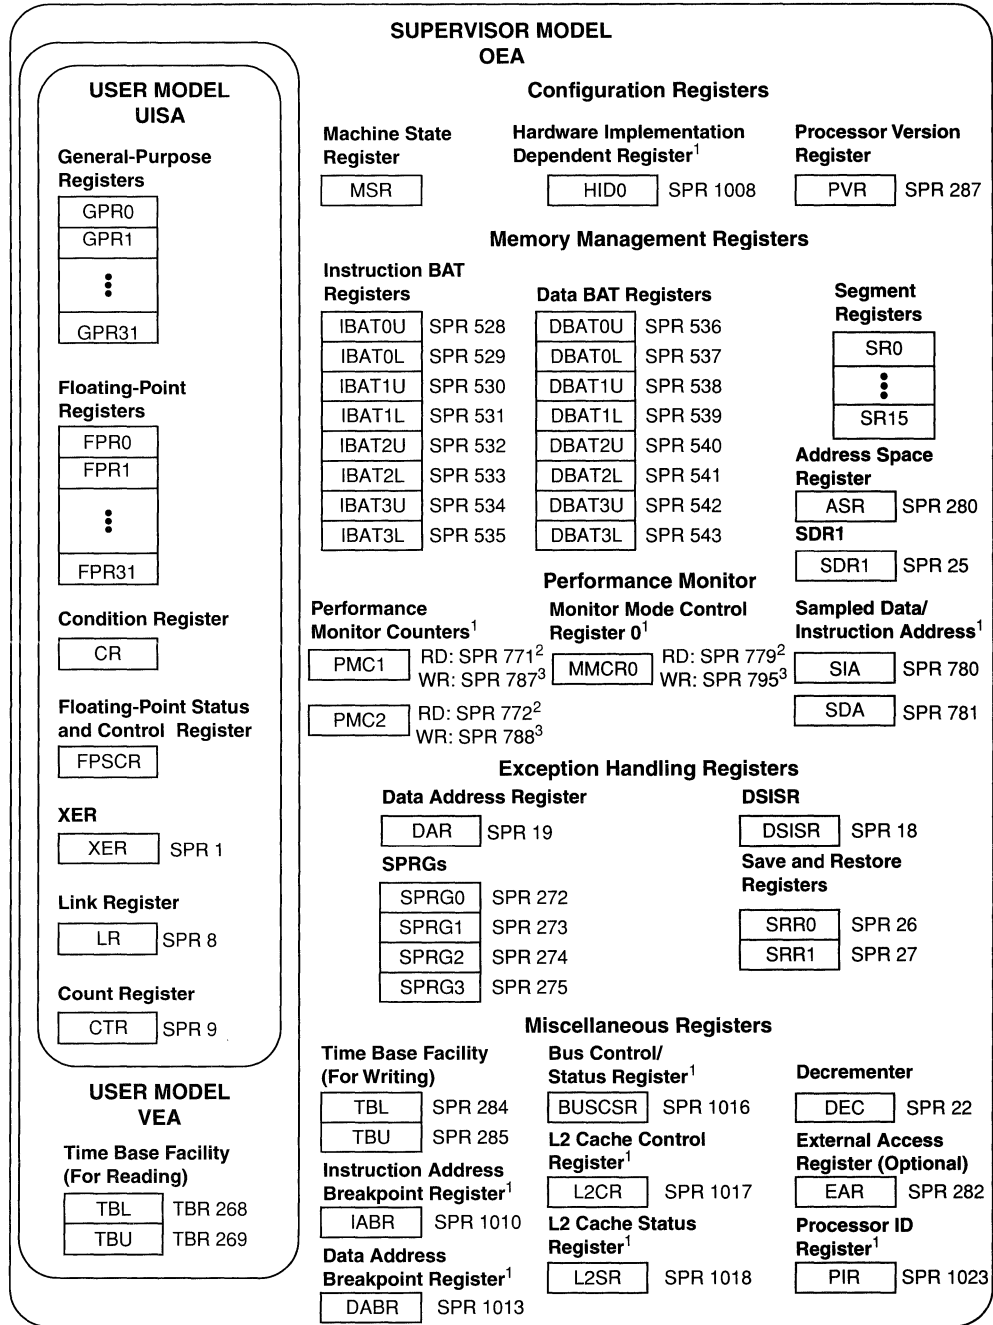 SUPERVISOR MODEL
OEA
USER MODEL
UISA
General-Purpose
Registers
GPR0
GPR1
GPR31
Floating-Point
Registers
FPR0
FPR1
FPR31
Condition Register
CR
Floating-Point Status
and Control Register
FPSCR
XER
XER SPR 1
Link Register
LR SPR 8
Count Register
CTR SPR 9
USER MODEL
VEA
Time Base Facility
(For Reading)
TBL TBR 268
TBU TBR 269
Configuration Registers
Machine State
Register
MSR
Hardware Implementation
Dependent Register¹
HID0 SPR 1008
Processor Version
Register
PVR SPR 287
Memory Management Registers
Instruction BAT
Registers
IBAT0U SPR 528
IBAT0L SPR 529
IBAT1U SPR 530
IBAT1L SPR 531
IBAT2U SPR 532
IBAT2L SPR 533
IBAT3U SPR 534
IBAT3L SPR 535
Data BAT Registers
DBAT0U SPR 536
DBAT0L SPR 537
DBAT1U SPR 538
DBAT1L SPR 539
DBAT2U SPR 540
DBAT2L SPR 541
DBAT3U SPR 542
DBAT3L SPR 543
Segment
Registers
SR0
SR15
Address Space
Register
ASR SPR 280
SDR1
SDR1 SPR 25
Performance Monitor
Performance
Monitor Counters¹
PMC1 RD: SPR 771²
WR: SPR 787³
PMC2 RD: SPR 772²
WR: SPR 788³
Monitor Mode Control
Register 0¹
MMCR0 RD: SPR 779²
WR: SPR 795³
Sampled Data/
Instruction Address¹
SIA SPR 780
SDA SPR 781
Exception Handling Registers
Data Address Register
DAR SPR 19
SPRGs
SPRG0 SPR 272
SPRG1 SPR 273
SPRG2 SPR 274
SPRG3 SPR 275
DSISR
DSISR SPR 18
Save and Restore
Registers
SRR0 SPR 26
SRR1 SPR 27
Miscellaneous Registers
Time Base Facility
(For Writing)
TBL SPR 284
TBU SPR 285
Instruction Address
Breakpoint Register¹
IABR SPR 1010
Data Address
Breakpoint Register¹
DABR SPR 1013
Bus Control/
Status Register¹
BUSCSR SPR 1016
L2 Cache Control
Register¹
L2CR SPR 1017
L2 Cache Status
Register¹
L2SR SPR 1018
Decrementer
DEC SPR 22
External Access
Register (Optional)
EAR SPR 282
Processor ID
Register¹
PIR SPR 1023